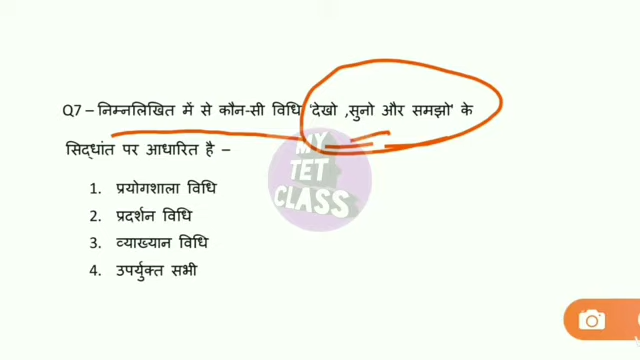 Q7 – निम्नलिखित में से कौन-सी विधि 'देखो ,सुनो और समझो' के
सिद्धांत पर आधारित है –
MY
TET
CLASS
1. प्रयोगशाला विधि
2. प्रदर्शन विधि
3. व्याख्यान विधि
4. उपर्युक्त सभी